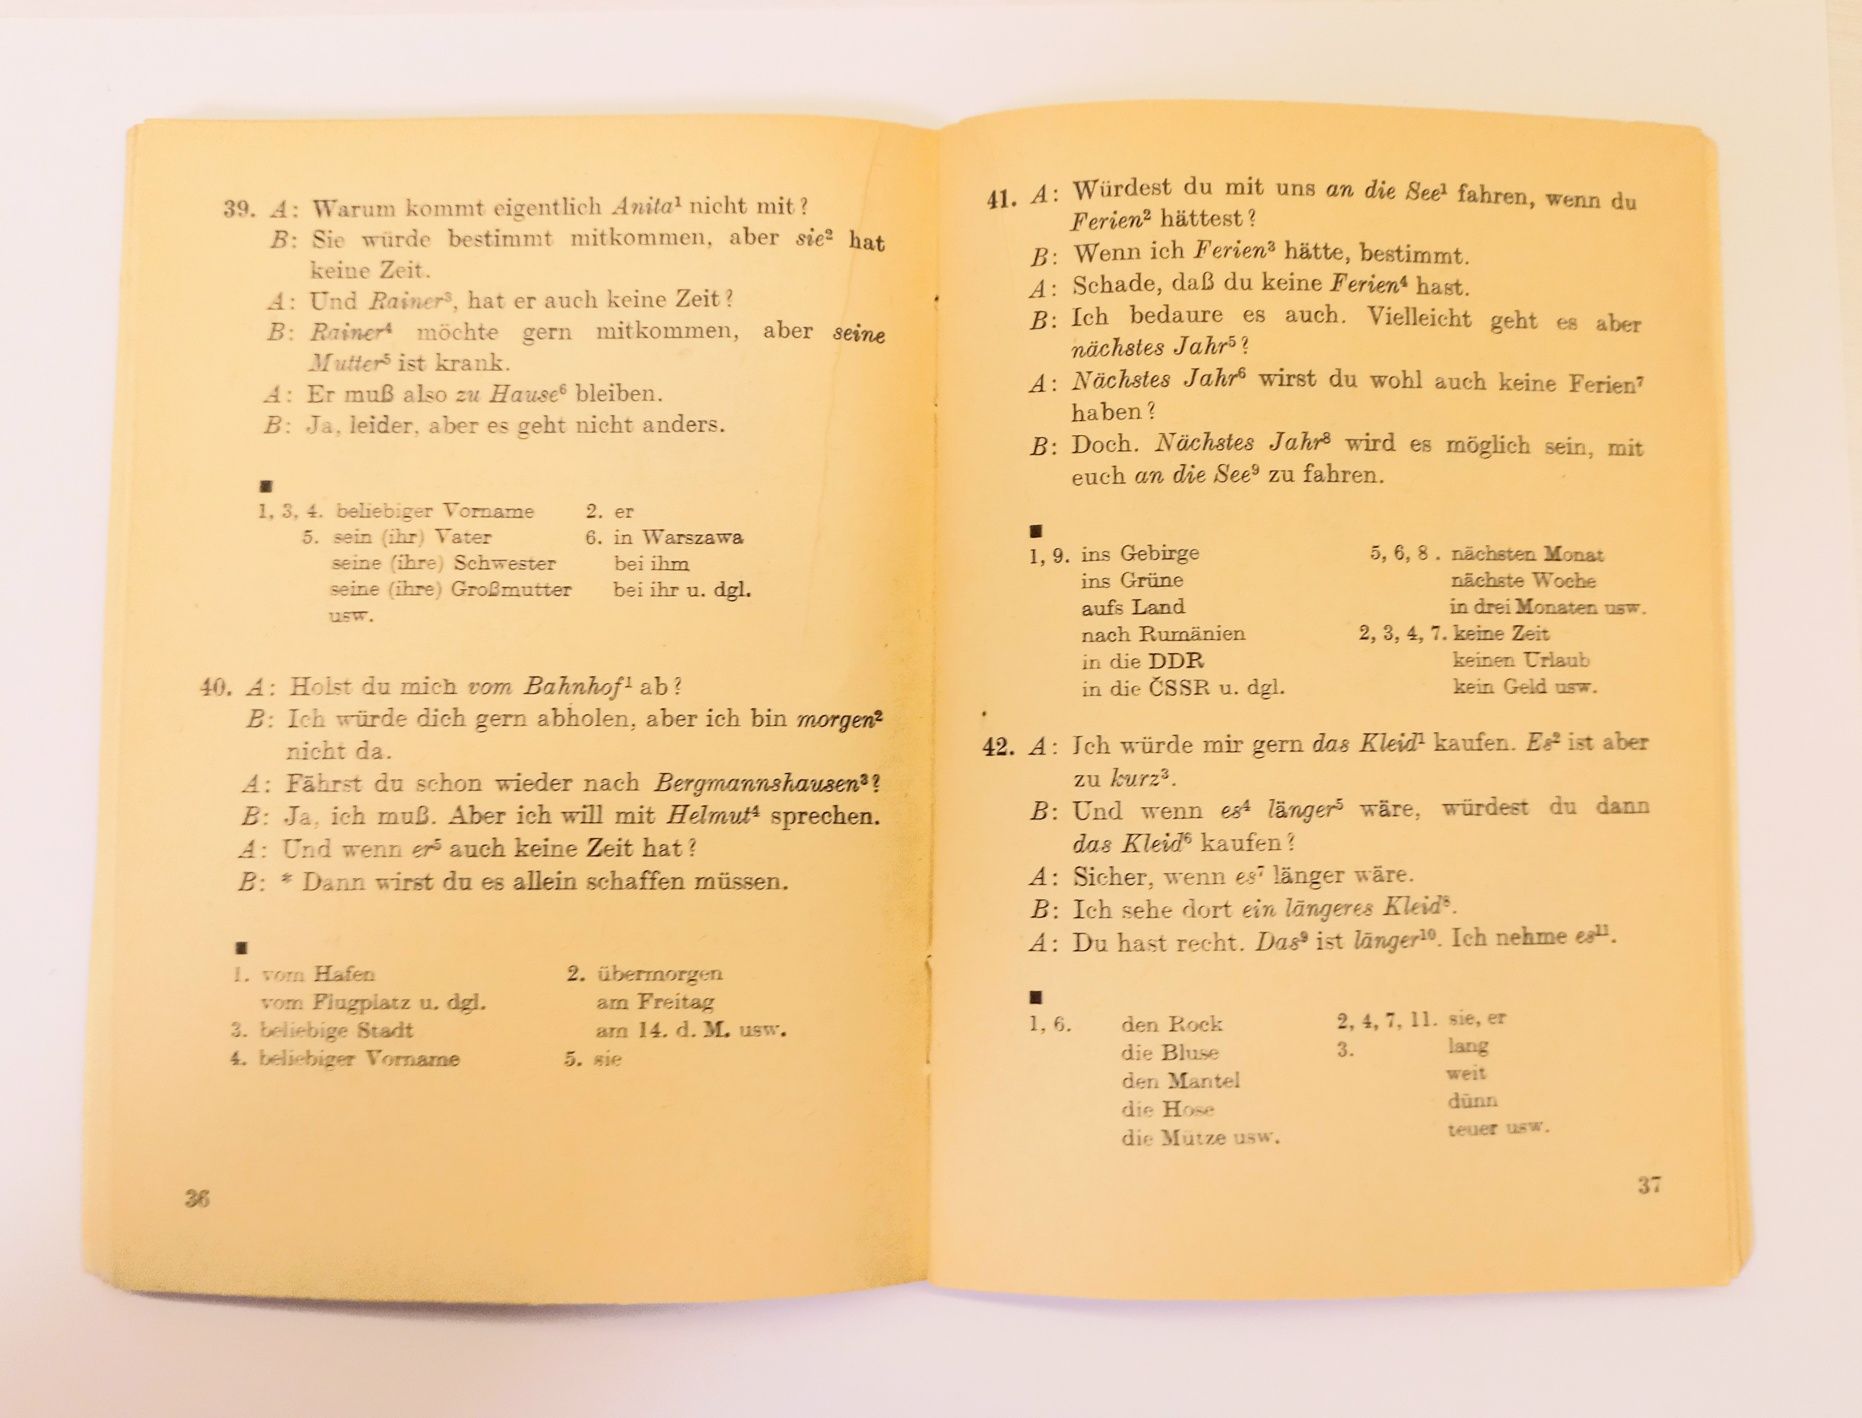 39. A: Warum kommt eigentlich Anita¹ nicht mit?
B: Sie würde bestimmt mitkommen, aber sie² hat
keine Zeit.
A: Und Rainer³, hat er auch keine Zeit?
B: Rainer⁴ möchte gern mitkommen, aber seine
Mutter⁵ ist krank.
A: Er muß also zu Hause⁶ bleiben.
B: Ja, leider, aber es geht nicht anders.
■
1, 3, 4. beliebiger Vorname 2. er
5. sein (ihr) Vater 6. in Warszawa
seine (ihre) Schwester bei ihm
seine (ihre) Großmutter bei ihr u. dgl.
usw.
40. A: Holst du mich vom Bahnhof¹ ab?
B: Ich würde dich gern abholen, aber ich bin morgen²
nicht da.
A: Fährst du schon wieder nach Bergmannshausen³?
B: Ja, ich muß. Aber ich will mit Helmut⁴ sprechen.
A: Und wenn er⁵ auch keine Zeit hat?
B: * Dann wirst du es allein schaffen müssen.
■
1. vom Hafen 2. übermorgen
vom Flugplatz u. dgl. am Freitag
3. beliebige Stadt am 14. d. M. usw.
4. beliebiger Vorname 5. sie
36
41. A: Würdest du mit uns an die See¹ fahren, wenn du
Ferien² hättest?
B: Wenn ich Ferien³ hätte, bestimmt.
A: Schade, daß du keine Ferien⁴ hast.
B: Ich bedaure es auch. Vielleicht geht es aber
nächstes Jahr⁵?
A: Nächstes Jahr⁶ wirst du wohl auch keine Ferien⁷
haben?
B: Doch. Nächstes Jahr⁸ wird es möglich sein, mit
euch an die See⁹ zu fahren.
■
1, 9. ins Gebirge 5, 6, 8. nächsten Monat
ins Grüne nächste Woche
aufs Land in drei Monaten usw.
nach Rumänien 2, 3, 4, 7. keine Zeit
in die DDR keinen Urlaub
in die ČSSR u. dgl. kein Geld usw.
42. A: Ich würde mir gern das Kleid¹ kaufen. Es² ist aber
zu kurz³.
B: Und wenn es⁴ länger⁵ wäre, würdest du dann
das Kleid⁶ kaufen?
A: Sicher, wenn es⁷ länger wäre.
B: Ich sehe dort ein längeres Kleid⁸.
A: Du hast recht. Das⁹ ist länger¹⁰. Ich nehme es¹¹.
■
1, 6. den Rock 2, 4, 7, 11. sie, er
die Bluse 3. lang
den Mantel weit
die Hose dünn
die Mütze usw. teuer usw.
37